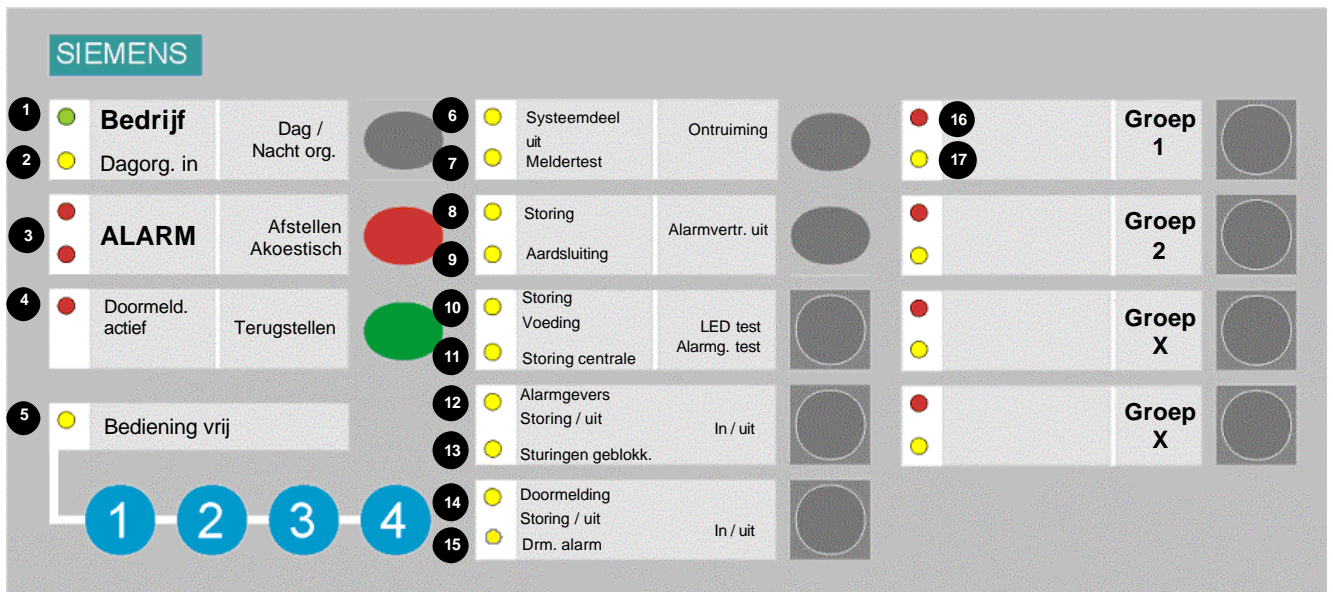 SIEMENS
1
Bedrijf
2
Dagorg. in
Dag /
Nacht org.
3
ALARM
Afstellen
Akoestisch
4
Doormeld.
actief
Terugstellen
5
Bediening vrij
1 2 3 4
6
Systeemdeel
uit
7
Meldertest
Ontruiming
8
Storing
9
Aardsluiting
Alarmvertr. uit
10
Storing
Voeding
11
Storing centrale
LED test
Alarmg. test
12
Alarmgevers
Storing / uit
13
Sturingen geblokk.
In / uit
14
Doormelding
Storing / uit
15
Drm. alarm
In / uit
16
17
Groep
1
Groep
2
Groep
X
Groep
X